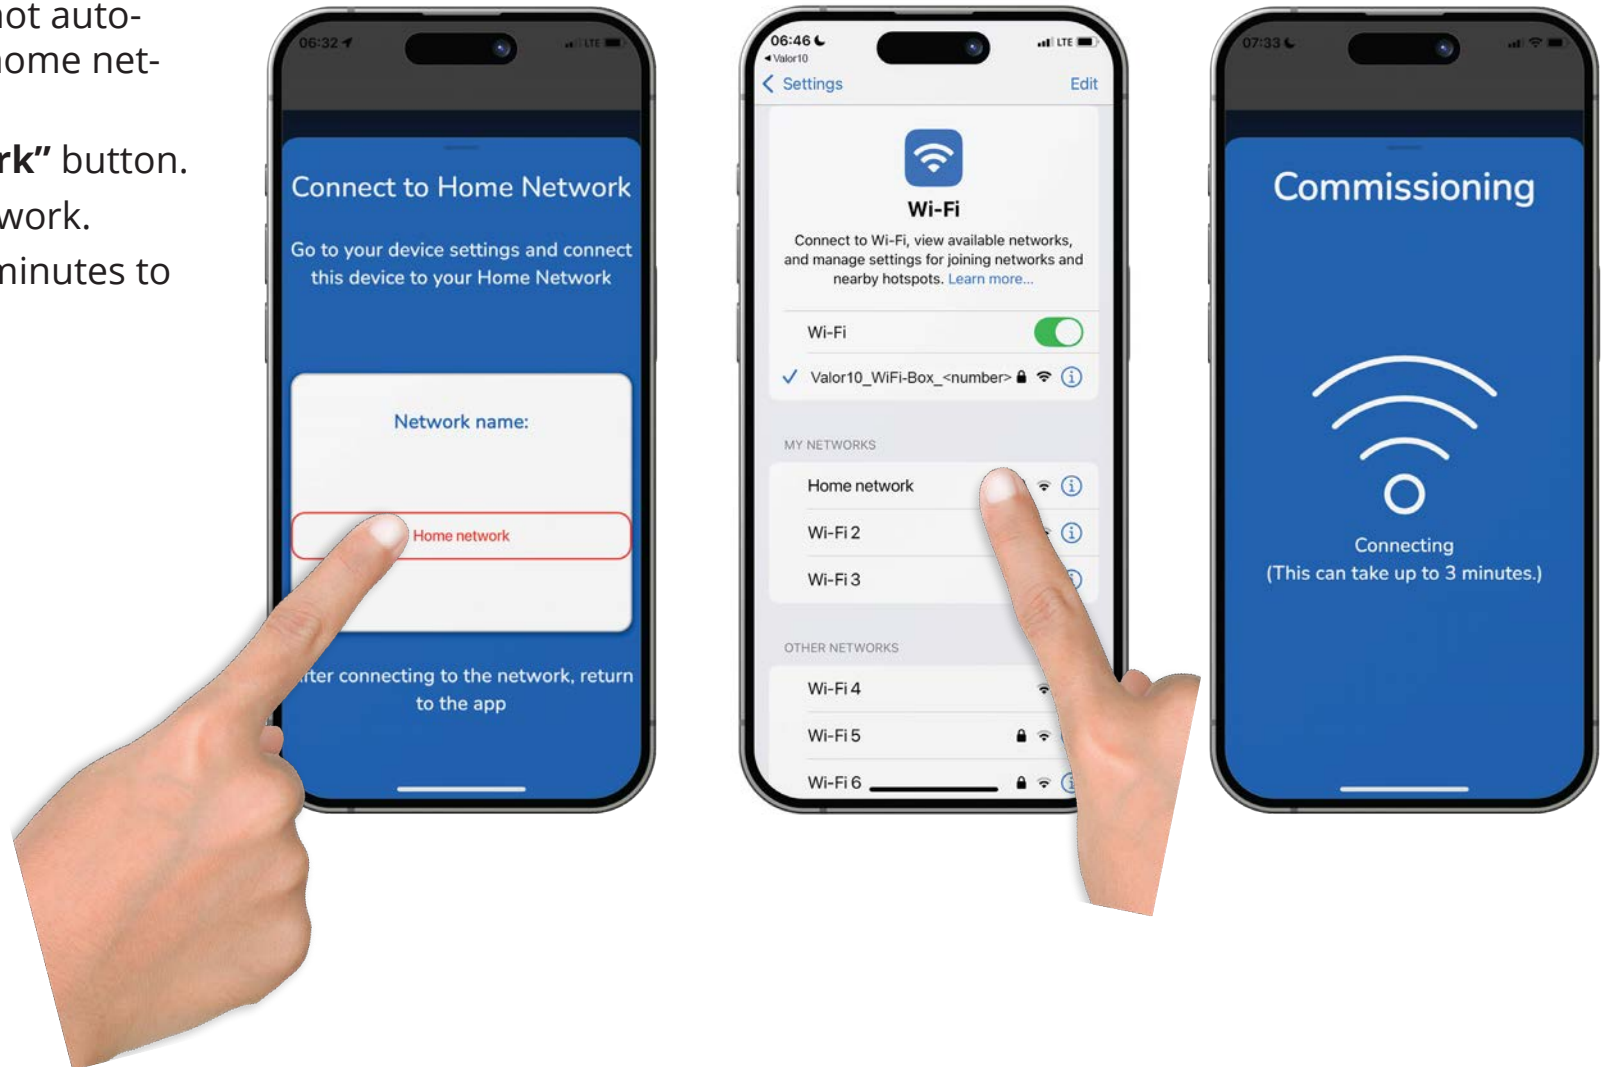 not auto-
home net-
rk” button.
work.
minutes to
06:32
LTE
Connect to Home Network
Go to your device settings and connect
this device to your Home Network
Network name:
Home network
fter connecting to the network, return
to the app
06:46
LTE
Valor10
Settings
Edit
Wi-Fi
Connect to Wi-Fi, view available networks,
and manage settings for joining networks and
nearby hotspots. Learn more...
Wi-Fi
Valor10_WiFi-Box_<number>
MY NETWORKS
Home network
Wi-Fi 2
Wi-Fi 3
OTHER NETWORKS
Wi-Fi 4
Wi-Fi 5
Wi-Fi 6
07:33
Commissioning
Connecting
(This can take up to 3 minutes.)